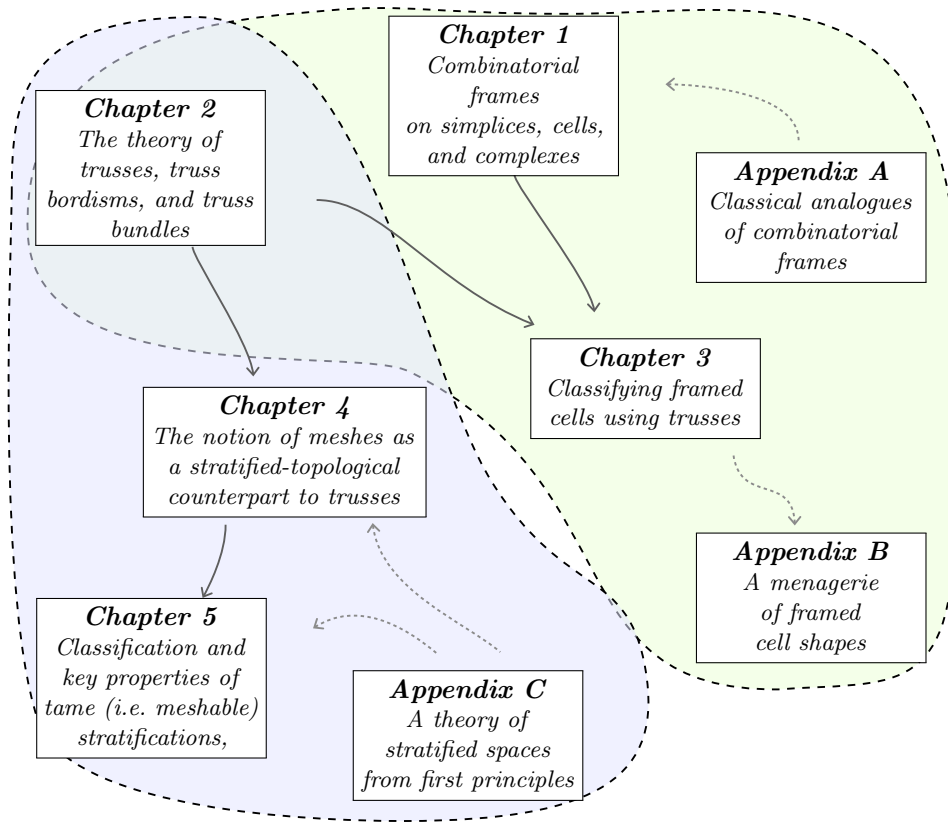 Chapter 1
Combinatorial
frames
on simplices, cells,
and complexes
Chapter 2
The theory of
trusses, truss
bordisms, and truss
bundles
Appendix A
Classical analogues
of combinatorial
frames
Chapter 3
Classifying framed
cells using trusses
Chapter 4
The notion of meshes as
a stratified-topological
counterpart to trusses
Appendix B
A menagerie
of framed
cell shapes
Chapter 5
Classification and
key properties of
tame (i.e. meshable)
stratifications,
Appendix C
A theory of
stratified spaces
from first principles